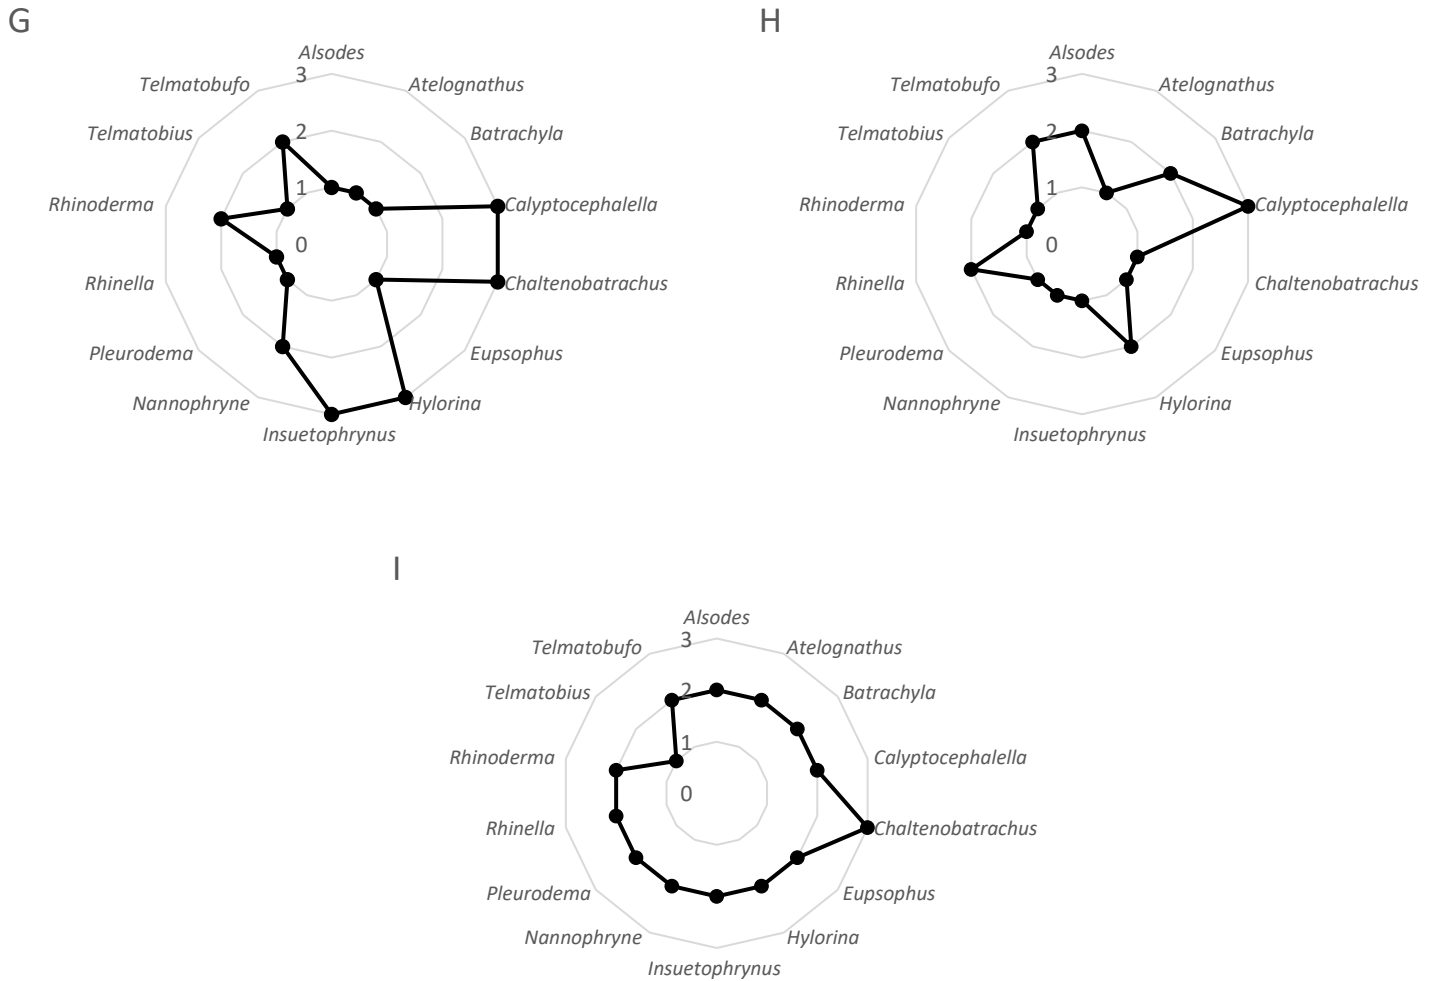 G
Alsodes
3
Telmatobufo
Atelognathus
Telmatobius
2
Batrachyla
1
Rhinoderma
Calyptocephalella
0
Rhinella
Chaltenobatrachus
Pleurodema
Eupsophus
Nannophryne
Hylorina
Insuetophrynus
H
Alsodes
3
Telmatobufo
Atelognathus
Telmatobius
2
Batrachyla
1
Rhinoderma
Calyptocephalella
0
Rhinella
Chaltenobatrachus
Pleurodema
Eupsophus
Nannophryne
Hylorina
Insuetophrynus
I
Alsodes
3
Telmatobufo
Atelognathus
Telmatobius
2
Batrachyla
1
Rhinoderma
Calyptocephalella
0
Rhinella
Chaltenobatrachus
Pleurodema
Eupsophus
Nannophryne
Hylorina
Insuetophrynus